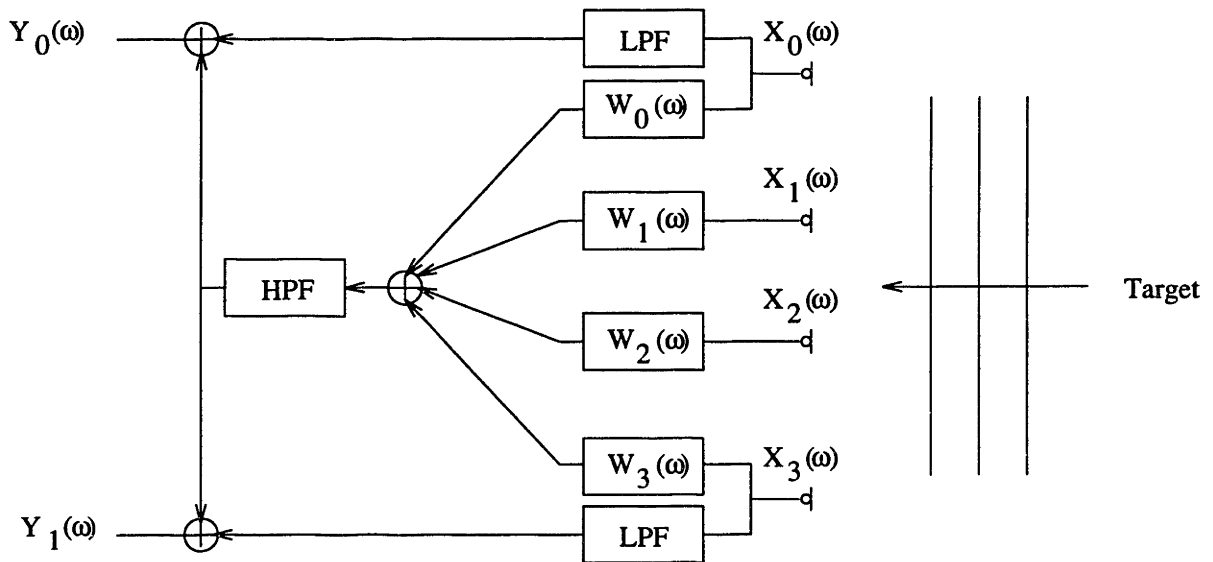 Y₀(ω)
LPF
X₀(ω)
W₀(ω)
X₁(ω)
W₁(ω)
HPF
Target
X₂(ω)
W₂(ω)
X₃(ω)
W₃(ω)
Y₁(ω)
LPF